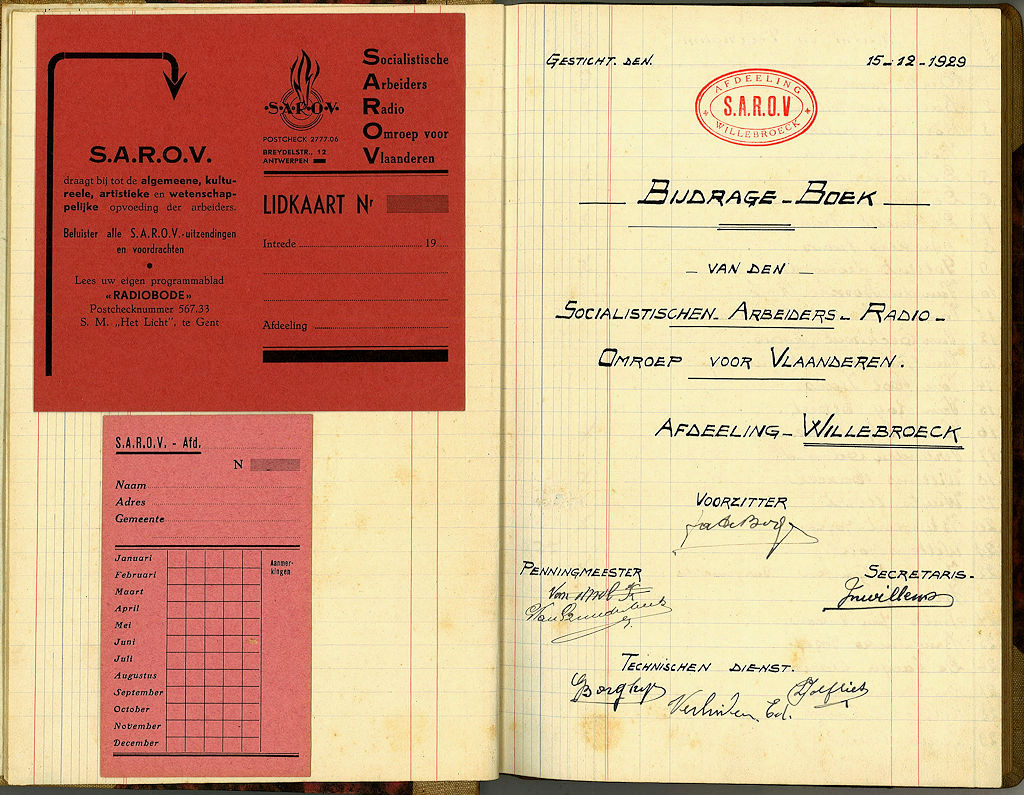 S.A.R.O.V.
draagt bij tot de algemeene, kultu-
reele, artistieke en wetenschap-
pelijke opvoeding der arbeiders.
Beluister alle S.A.R.O.V.-uitzendingen
en voordrachten
Lees uw eigen programmablad
«RADIOBODE»
Postchecknummer 567.33
S. M. „Het Licht", te Gent
S.A.R.O.V.
POSTCHECK 2777.06
BREYDELSTR., 12
ANTWERPEN
Socialistische
Arbeiders
Radio
Omroep voor
Vlaanderen
LIDKAART Nr
Intrede 19
Afdeeling
S.A.R.O.V. - Afd.
N
Naam
Adres
Gemeente
Aanmer-
kingen
Januari
Februari
Maart
April
Mei
Juni
Juli
Augustus
September
October
November
December
GESTICHT. DEN. 15-12-1929
AFDEELING
S.A.R.O.V
WILLEBROECK
BIJDRAGE-BOEK
- VAN DEN -
SOCIALISTISCHEN- ARBEIDERS- RADIO-
OMROEP VOOR VLAANDEREN.
AFDEELING- WILLEBROECK
VOORZITTER
PENNINGMEESTER
SECRETARIS-
TECHNISCHEN DIENST.